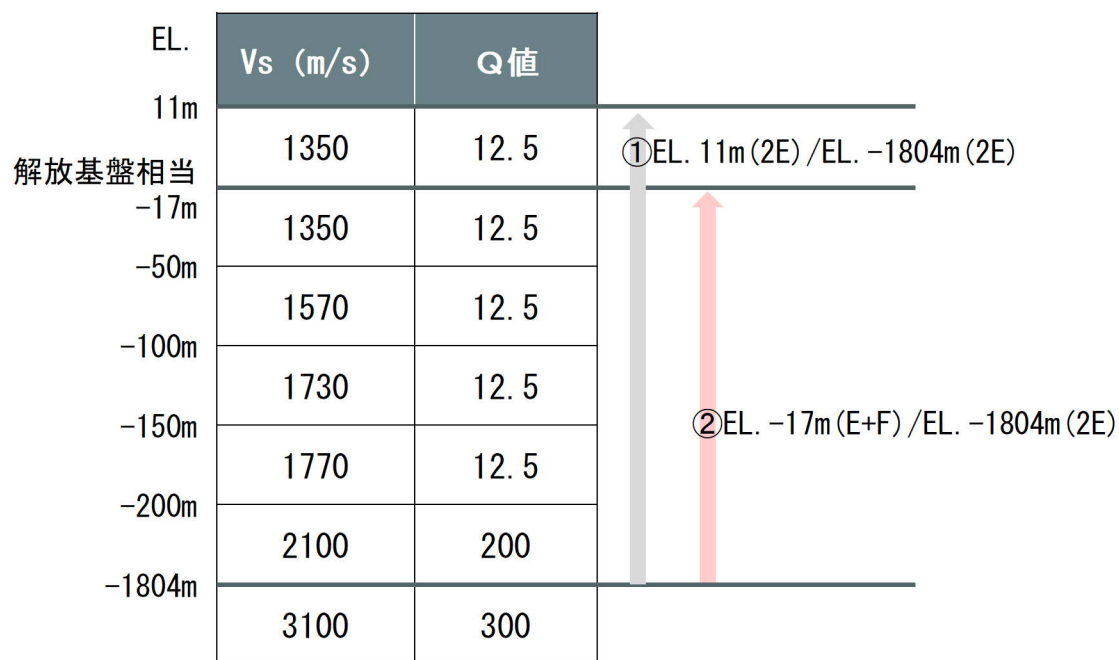 EL. Vs (m/s) Q値
11m
1350 12.5 ①EL.11m(2E)/EL.-1804m(2E)
解放基盤相当
-17m
1350 12.5
-50m
1570 12.5
-100m
1730 12.5
-150m
②EL.-17m(E+F)/EL.-1804m(2E)
1770 12.5
-200m
2100 200
-1804m
3100 300